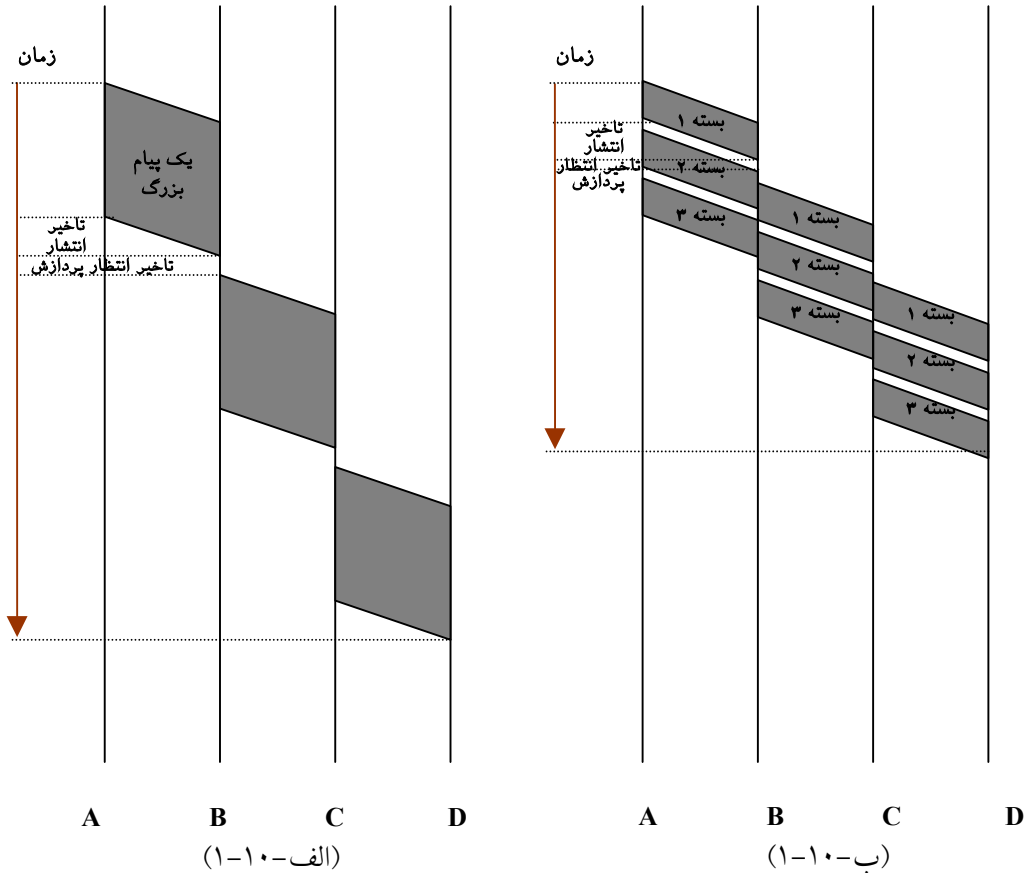 زمان
یک پیام
بزرگ
تاخیر
انتشار
تاخیر انتظار پردازش
A B C D
(الف-۱۰-۱)
زمان
بسته ۱
تاخیر
انتشار
تاخیر انتظار
پردازش
بسته ۲
بسته ۳
بسته ۱
بسته ۲
بسته ۳
بسته ۱
بسته ۲
بسته ۳
A B C D
(ب-۱۰-۱)